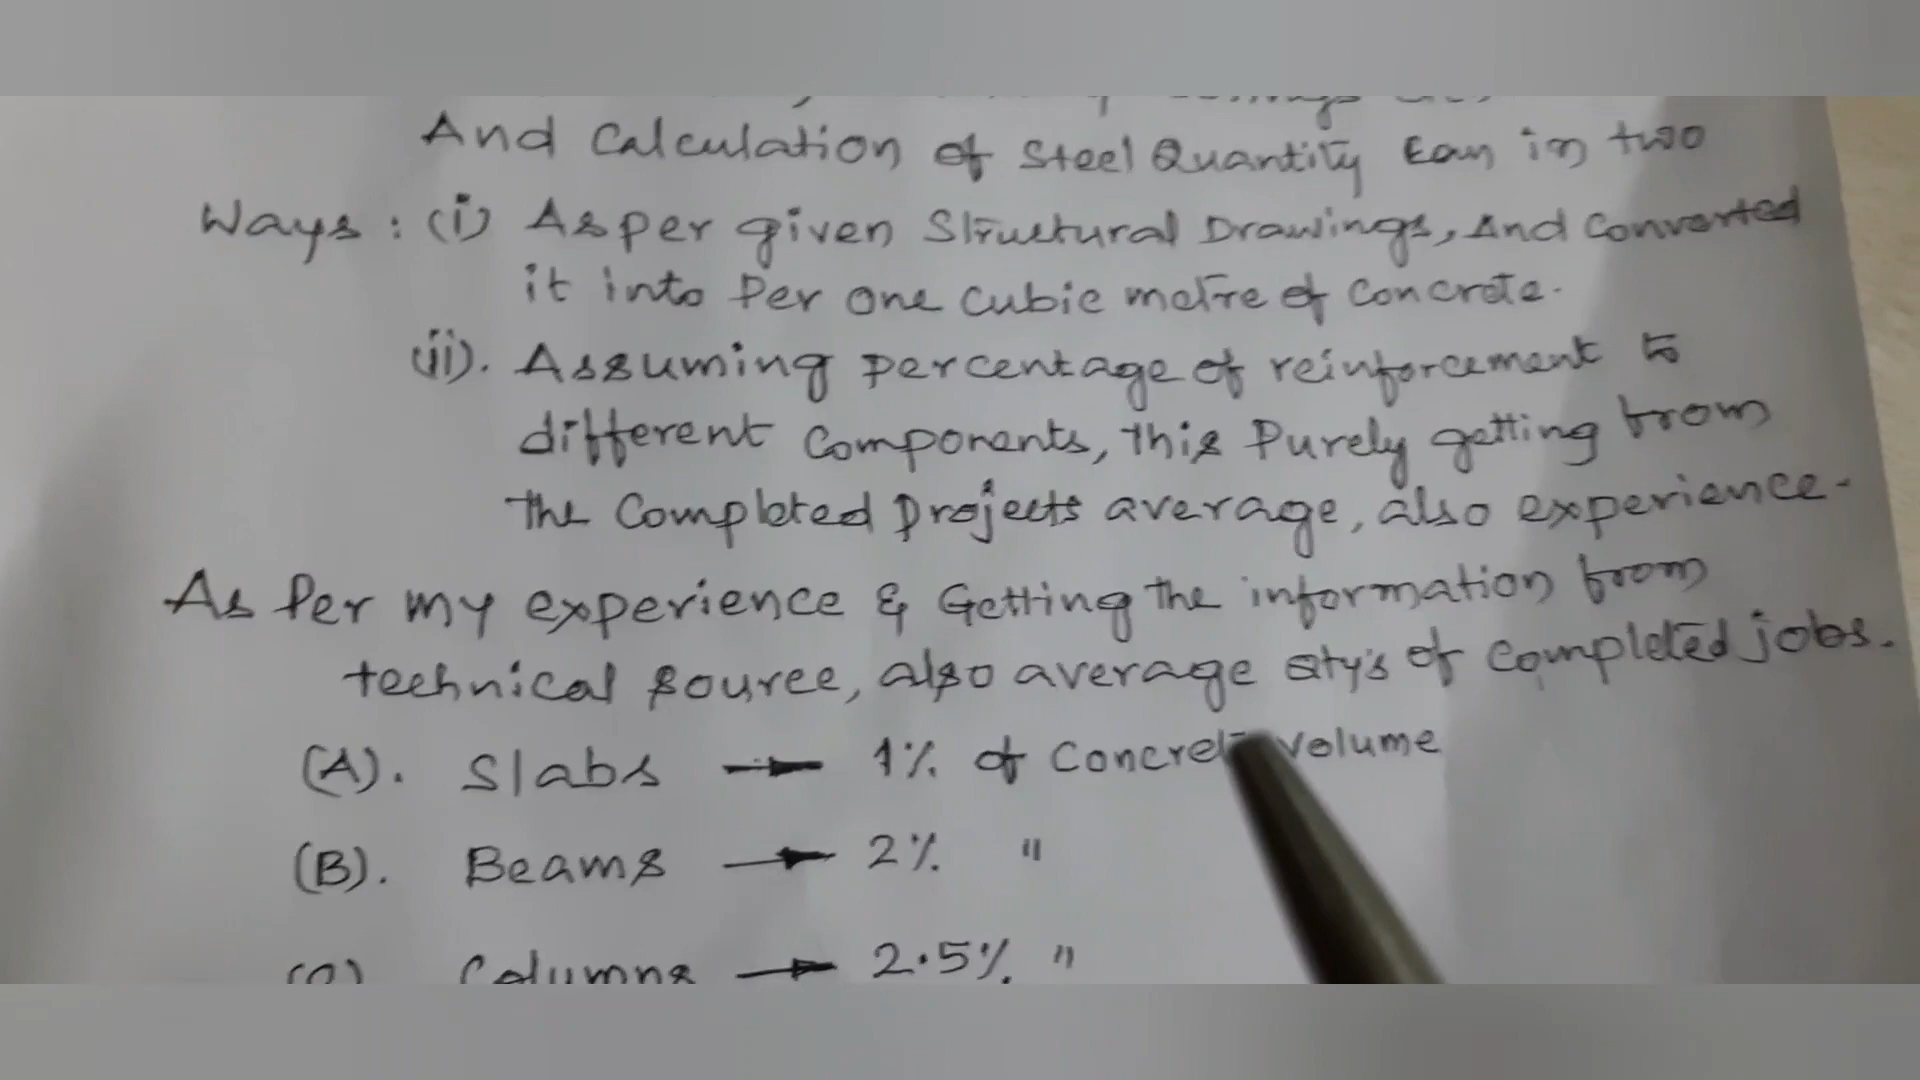 And Calculation of Steel Quantity Can in two
Ways : (i) As per given Structural Drawings, And Converted
it into Per One Cubic metre of Concrete.
(ii). Assuming percentage of reinforcement to
different Components, this Purely getting from
the Completed Projects average, also experience.
As Per my experience & Getting the information from
technical source, also average Qty's of Completed jobs.
(A). Slabs → 1% of Concrete volume
(B). Beams → 2% "
Columns → 2.5% "